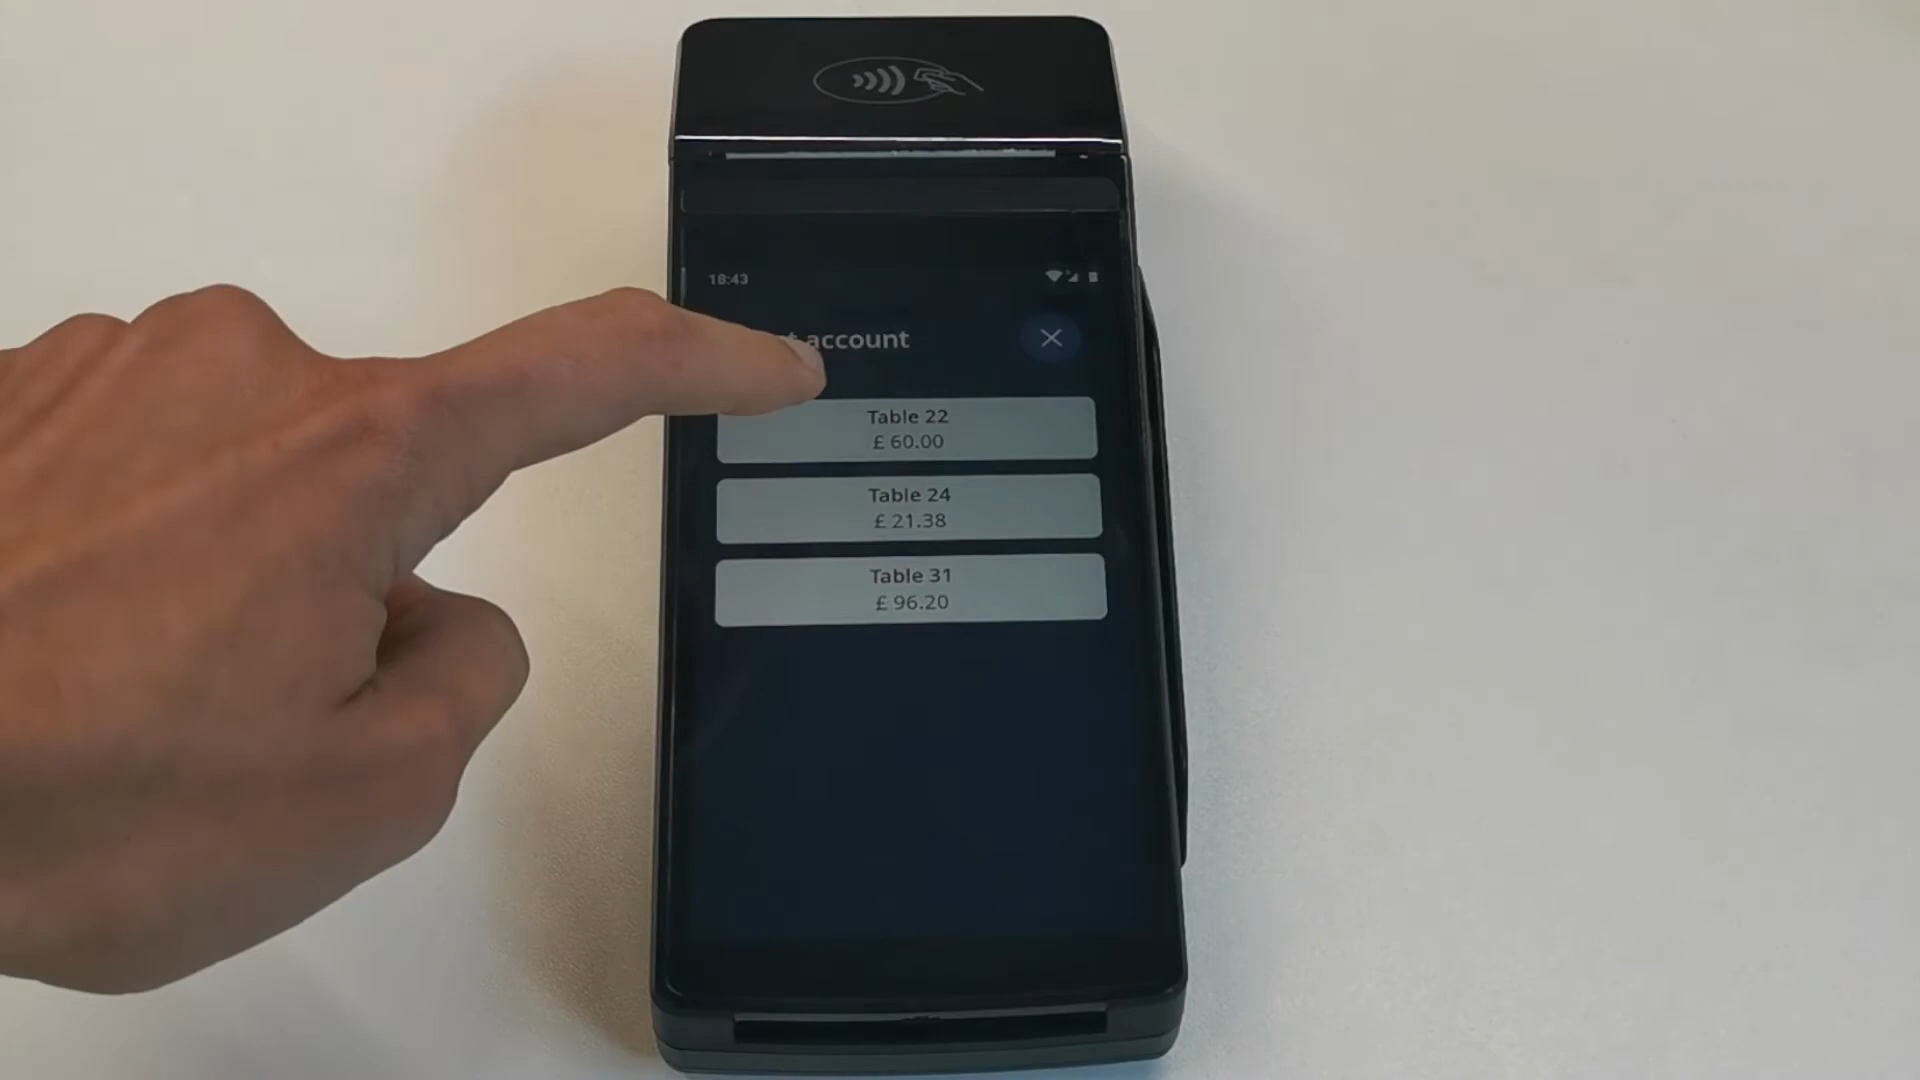 18:43
account
Table 22
£ 60.00
Table 24
£ 21.38
Table 31
£ 96.20